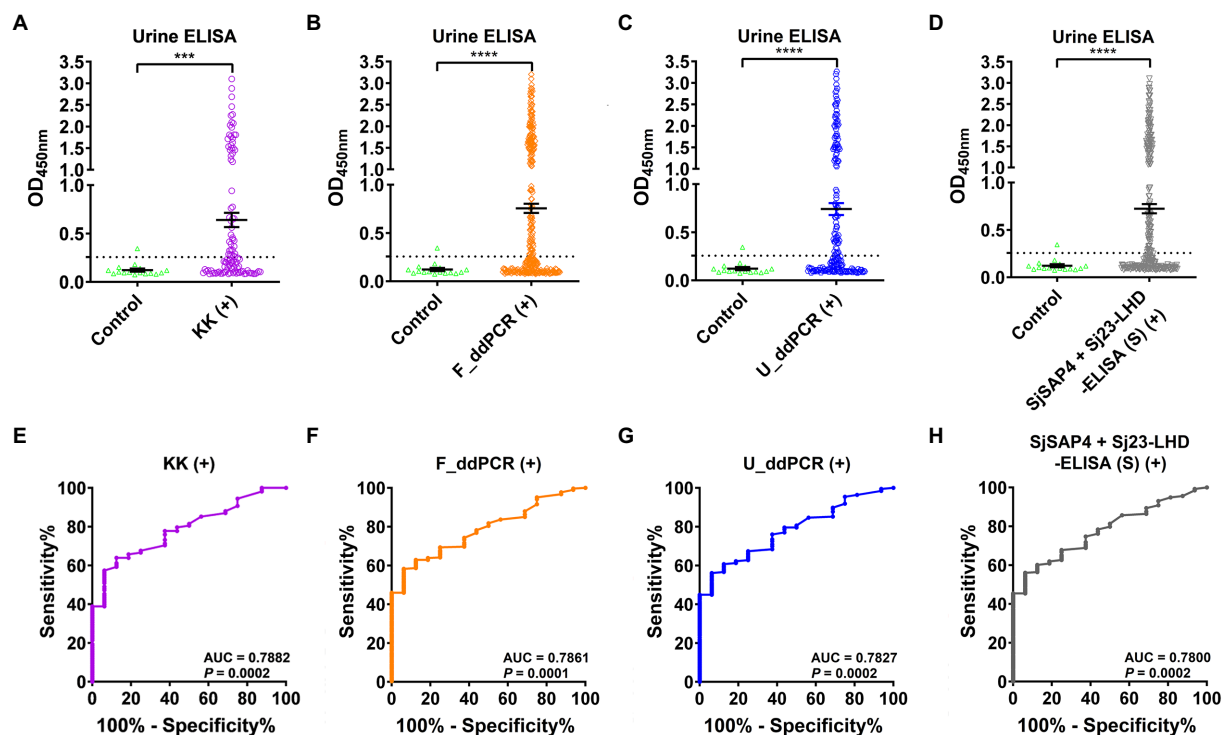 A
Urine ELISA
***
OD450nm
3.5
3.0
2.5
2.0
1.5
1.0
1.0
0.5
0.0
Control
KK (+)
B
Urine ELISA
****
OD450nm
3.5
3.0
2.5
2.0
1.5
1.0
1.0
0.5
0.0
Control
F_ddPCR (+)
C
Urine ELISA
****
OD450nm
3.5
3.0
2.5
2.0
1.5
1.0
1.0
0.5
0.0
Control
U_ddPCR (+)
D
Urine ELISA
****
OD450nm
3.5
3.0
2.5
2.0
1.5
1.0
1.0
0.5
0.0
Control
SjSAP4 + Sj23-LHD
-ELISA (S) (+)
E
KK (+)
Sensitivity%
100
80
60
40
20
0
AUC = 0.7882
P = 0.0002
0 20 40 60 80 100
100% - Specificity%
F
F_ddPCR (+)
Sensitivity%
100
80
60
40
20
0
AUC = 0.7861
P = 0.0001
0 20 40 60 80 100
100% - Specificity%
G
U_ddPCR (+)
Sensitivity%
100
80
60
40
20
0
AUC = 0.7827
P = 0.0002
0 20 40 60 80 100
100% - Specificity%
H
SjSAP4 + Sj23-LHD
-ELISA (S) (+)
Sensitivity%
100
80
60
40
20
0
AUC = 0.7800
P = 0.0002
0 20 40 60 80 100
100% - Specificity%